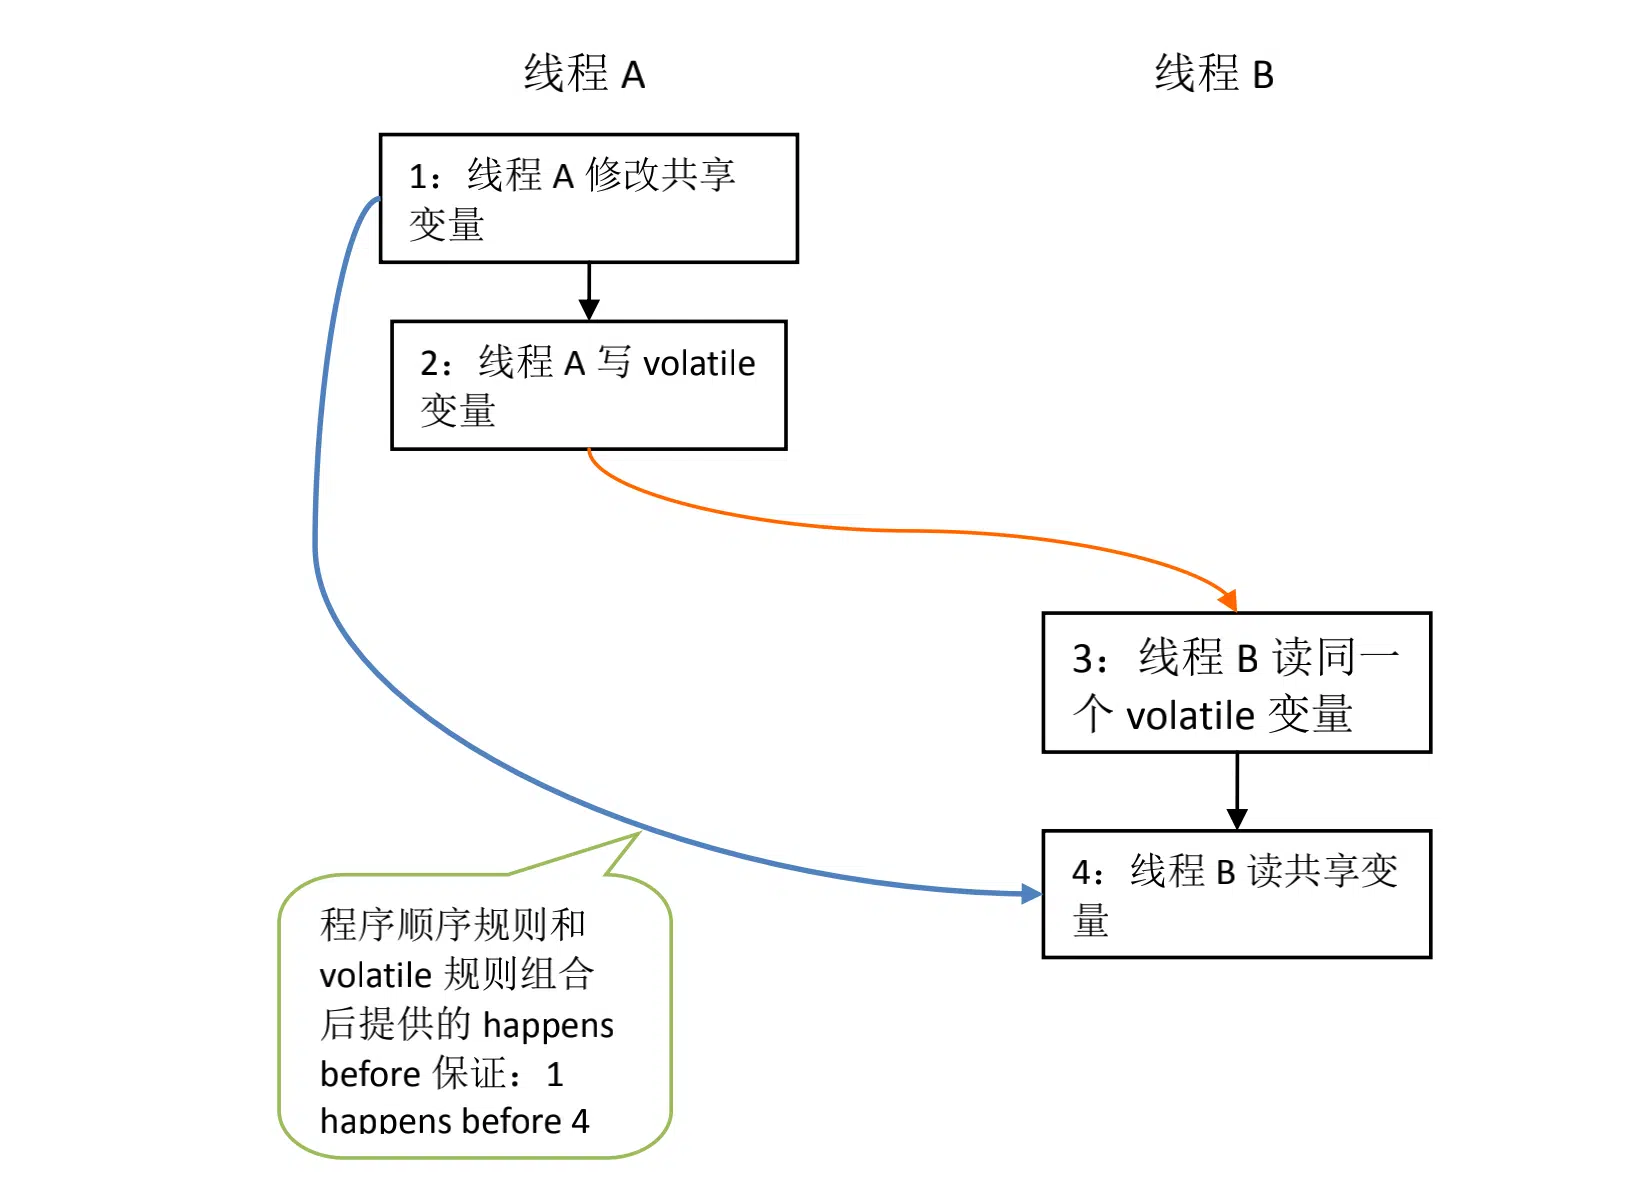 线程 A
线程 B
1：线程 A 修改共享
变量
2：线程 A 写 volatile
变量
3：线程 B 读同一
个 volatile 变量
4：线程 B 读共享变
量
程序顺序规则和
volatile 规则组合
后提供的 happens
before 保证：1
happens before 4